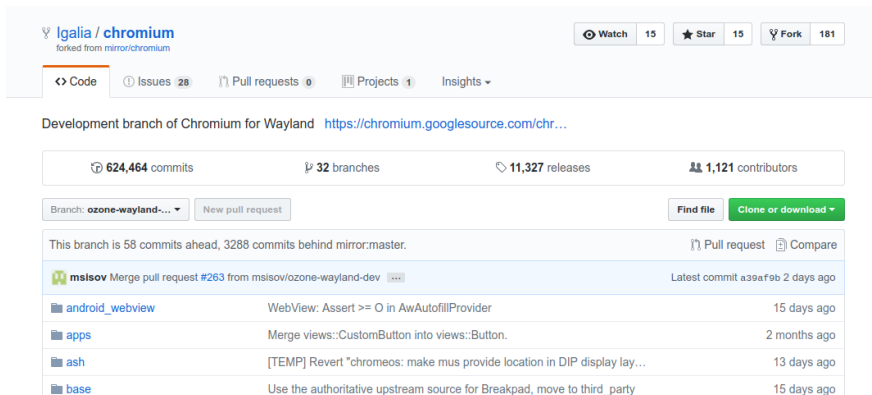 Igalia / chromium
forked from mirror/chromium
Watch 15 Star 15 Fork 181
Code Issues 28 Pull requests 0 Projects 1 Insights
Development branch of Chromium for Wayland https://chromium.googlesource.com/chr…
624,464 commits 32 branches 11,327 releases 1,121 contributors
Branch: ozone-wayland-... New pull request Find file Clone or download
This branch is 58 commits ahead, 3288 commits behind mirror:master. Pull request Compare
msisov Merge pull request #263 from msisov/ozone-wayland-dev ... Latest commit a39af9b 2 days ago
android_webview WebView: Assert >= O in AwAutofillProvider 15 days ago
apps Merge views::CustomButton into views::Button. 2 months ago
ash [TEMP] Revert "chromeos: make mus provide location in DIP display lay… 13 days ago
base Use the authoritative upstream source for Breakpad, move to third_party 15 days ago